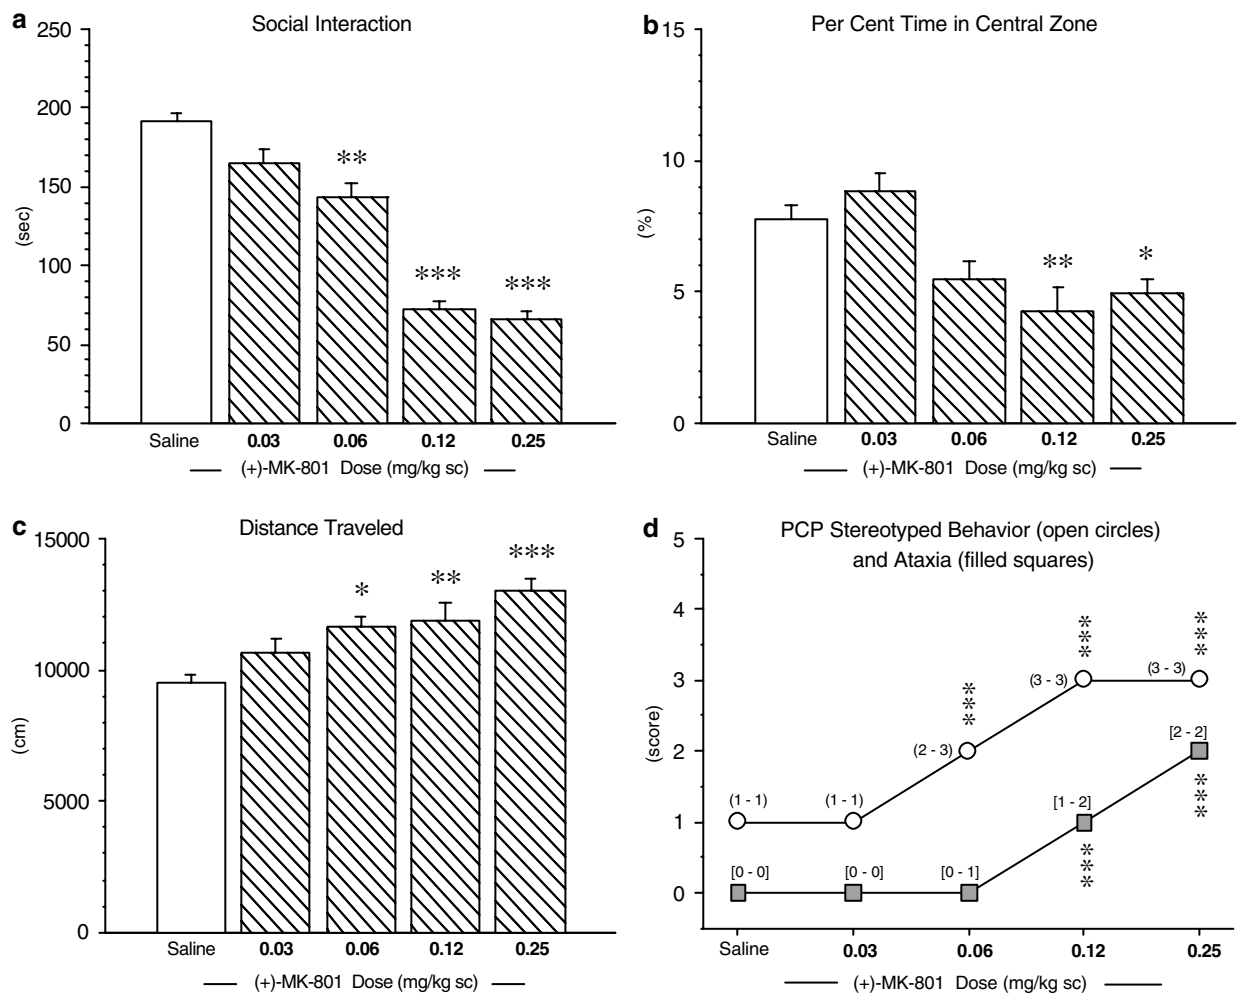 a
Social Interaction
250
200
150
100
50
0
(sec)
**
***
***
Saline 0.03 0.06 0.12 0.25
(+)-MK-801 Dose (mg/kg sc)
b
Per Cent Time in Central Zone
15
10
5
0
(%)
**
*
Saline 0.03 0.06 0.12 0.25
(+)-MK-801 Dose (mg/kg sc)
c
Distance Traveled
15000
10000
5000
0
(cm)
*
**
***
Saline 0.03 0.06 0.12 0.25
(+)-MK-801 Dose (mg/kg sc)
d
PCP Stereotyped Behavior (open circles)
and Ataxia (filled squares)
5
4
3
2
1
0
(score)
(1 - 1)
(1 - 1)
(2 - 3)
***
(3 - 3)
***
(3 - 3)
***
[0 - 0]
[0 - 0]
[0 - 1]
[1 - 2]
***
[2 - 2]
***
Saline 0.03 0.06 0.12 0.25
(+)-MK-801 Dose (mg/kg sc)